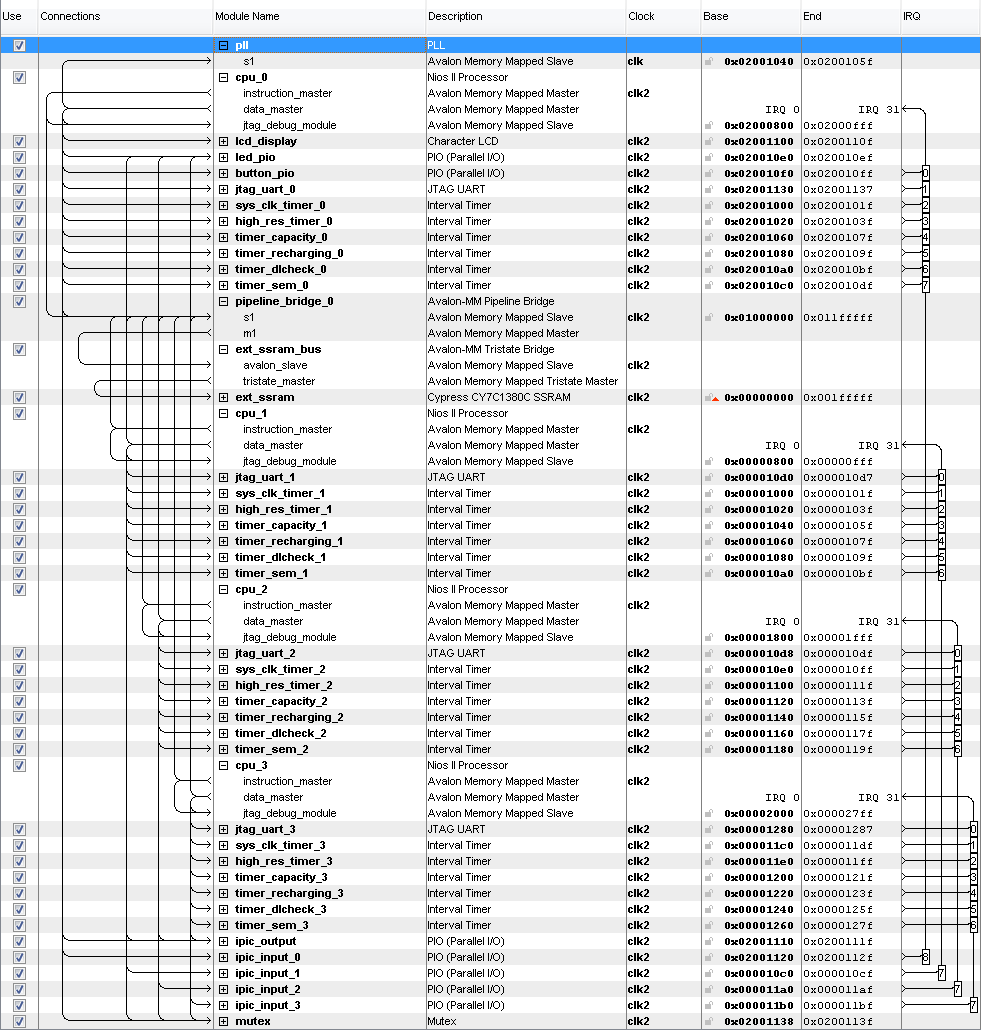 Use Connections Module Name Description Clock Base End IRQ
pll PLL
s1 Avalon Memory Mapped Slave clk 0x02001040 0x0200105f
cpu_0 Nios II Processor
instruction_master Avalon Memory Mapped Master clk2
data_master Avalon Memory Mapped Master IRQ 0 IRQ 31
jtag_debug_module Avalon Memory Mapped Slave 0x02000800 0x02000fff
lcd_display Character LCD clk2 0x02001100 0x0200110f
led_pio PIO (Parallel I/O) clk2 0x020010e0 0x020010ef
button_pio PIO (Parallel I/O) clk2 0x020010f0 0x020010ff 0
jtag_uart_0 JTAG UART clk2 0x02001130 0x02001137 1
sys_clk_timer_0 Interval Timer clk2 0x02001000 0x0200101f 2
high_res_timer_0 Interval Timer clk2 0x02001020 0x0200103f 3
timer_capacity_0 Interval Timer clk2 0x02001060 0x0200107f 4
timer_recharging_0 Interval Timer clk2 0x02001080 0x0200109f 5
timer_dlcheck_0 Interval Timer clk2 0x020010a0 0x020010bf 6
timer_sem_0 Interval Timer clk2 0x020010c0 0x020010df 7
pipeline_bridge_0 Avalon-MM Pipeline Bridge
s1 Avalon Memory Mapped Slave clk2 0x01000000 0x011fffff
m1 Avalon Memory Mapped Master
ext_ssram_bus Avalon-MM Tristate Bridge
avalon_slave Avalon Memory Mapped Slave clk2
tristate_master Avalon Memory Mapped Tristate Master
ext_ssram Cypress CY7C1380C SSRAM clk2 0x00000000 0x001fffff
cpu_1 Nios II Processor
instruction_master Avalon Memory Mapped Master clk2
data_master Avalon Memory Mapped Master IRQ 0 IRQ 31
jtag_debug_module Avalon Memory Mapped Slave 0x00000800 0x00000fff
jtag_uart_1 JTAG UART clk2 0x000010d0 0x000010d7 0
sys_clk_timer_1 Interval Timer clk2 0x00001000 0x0000101f 1
high_res_timer_1 Interval Timer clk2 0x00001020 0x0000103f 2
timer_capacity_1 Interval Timer clk2 0x00001040 0x0000105f 3
timer_recharging_1 Interval Timer clk2 0x00001060 0x0000107f 4
timer_dlcheck_1 Interval Timer clk2 0x00001080 0x0000109f 5
timer_sem_1 Interval Timer clk2 0x000010a0 0x000010bf 6
cpu_2 Nios II Processor
instruction_master Avalon Memory Mapped Master clk2
data_master Avalon Memory Mapped Master IRQ 0 IRQ 31
jtag_debug_module Avalon Memory Mapped Slave 0x00001800 0x00001fff
jtag_uart_2 JTAG UART clk2 0x000010d8 0x000010df 0
sys_clk_timer_2 Interval Timer clk2 0x000010e0 0x000010ff 1
high_res_timer_2 Interval Timer clk2 0x00001100 0x0000111f 2
timer_capacity_2 Interval Timer clk2 0x00001120 0x0000113f 3
timer_recharging_2 Interval Timer clk2 0x00001140 0x0000115f 4
timer_dlcheck_2 Interval Timer clk2 0x00001160 0x0000117f 5
timer_sem_2 Interval Timer clk2 0x00001180 0x0000119f 6
cpu_3 Nios II Processor
instruction_master Avalon Memory Mapped Master clk2
data_master Avalon Memory Mapped Master IRQ 0 IRQ 31
jtag_debug_module Avalon Memory Mapped Slave 0x00002000 0x000027ff
jtag_uart_3 JTAG UART clk2 0x00001280 0x00001287 0
sys_clk_timer_3 Interval Timer clk2 0x000011c0 0x000011df 1
high_res_timer_3 Interval Timer clk2 0x000011e0 0x000011ff 2
timer_capacity_3 Interval Timer clk2 0x00001200 0x0000121f 3
timer_recharging_3 Interval Timer clk2 0x00001220 0x0000123f 4
timer_dlcheck_3 Interval Timer clk2 0x00001240 0x0000125f 5
timer_sem_3 Interval Timer clk2 0x00001260 0x0000127f 6
ipic_output PIO (Parallel I/O) clk2 0x02001110 0x0200111f
ipic_input_0 PIO (Parallel I/O) clk2 0x02001120 0x0200112f 8
ipic_input_1 PIO (Parallel I/O) clk2 0x000010c0 0x000010cf 7
ipic_input_2 PIO (Parallel I/O) clk2 0x000011a0 0x000011af 7
ipic_input_3 PIO (Parallel I/O) clk2 0x000011b0 0x000011bf 7
mutex Mutex clk2 0x02001138 0x0200113f